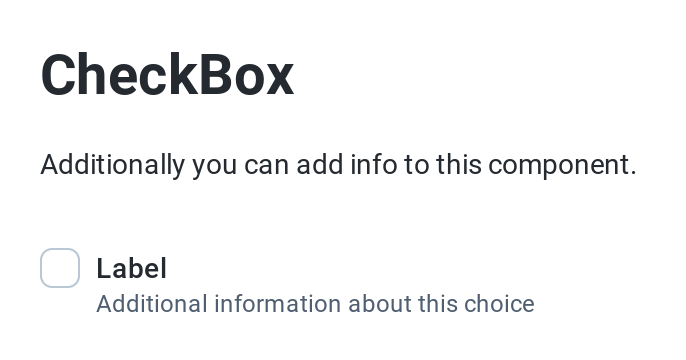 CheckBox
Additionally you can add info to this component.
Label
Additional information about this choice